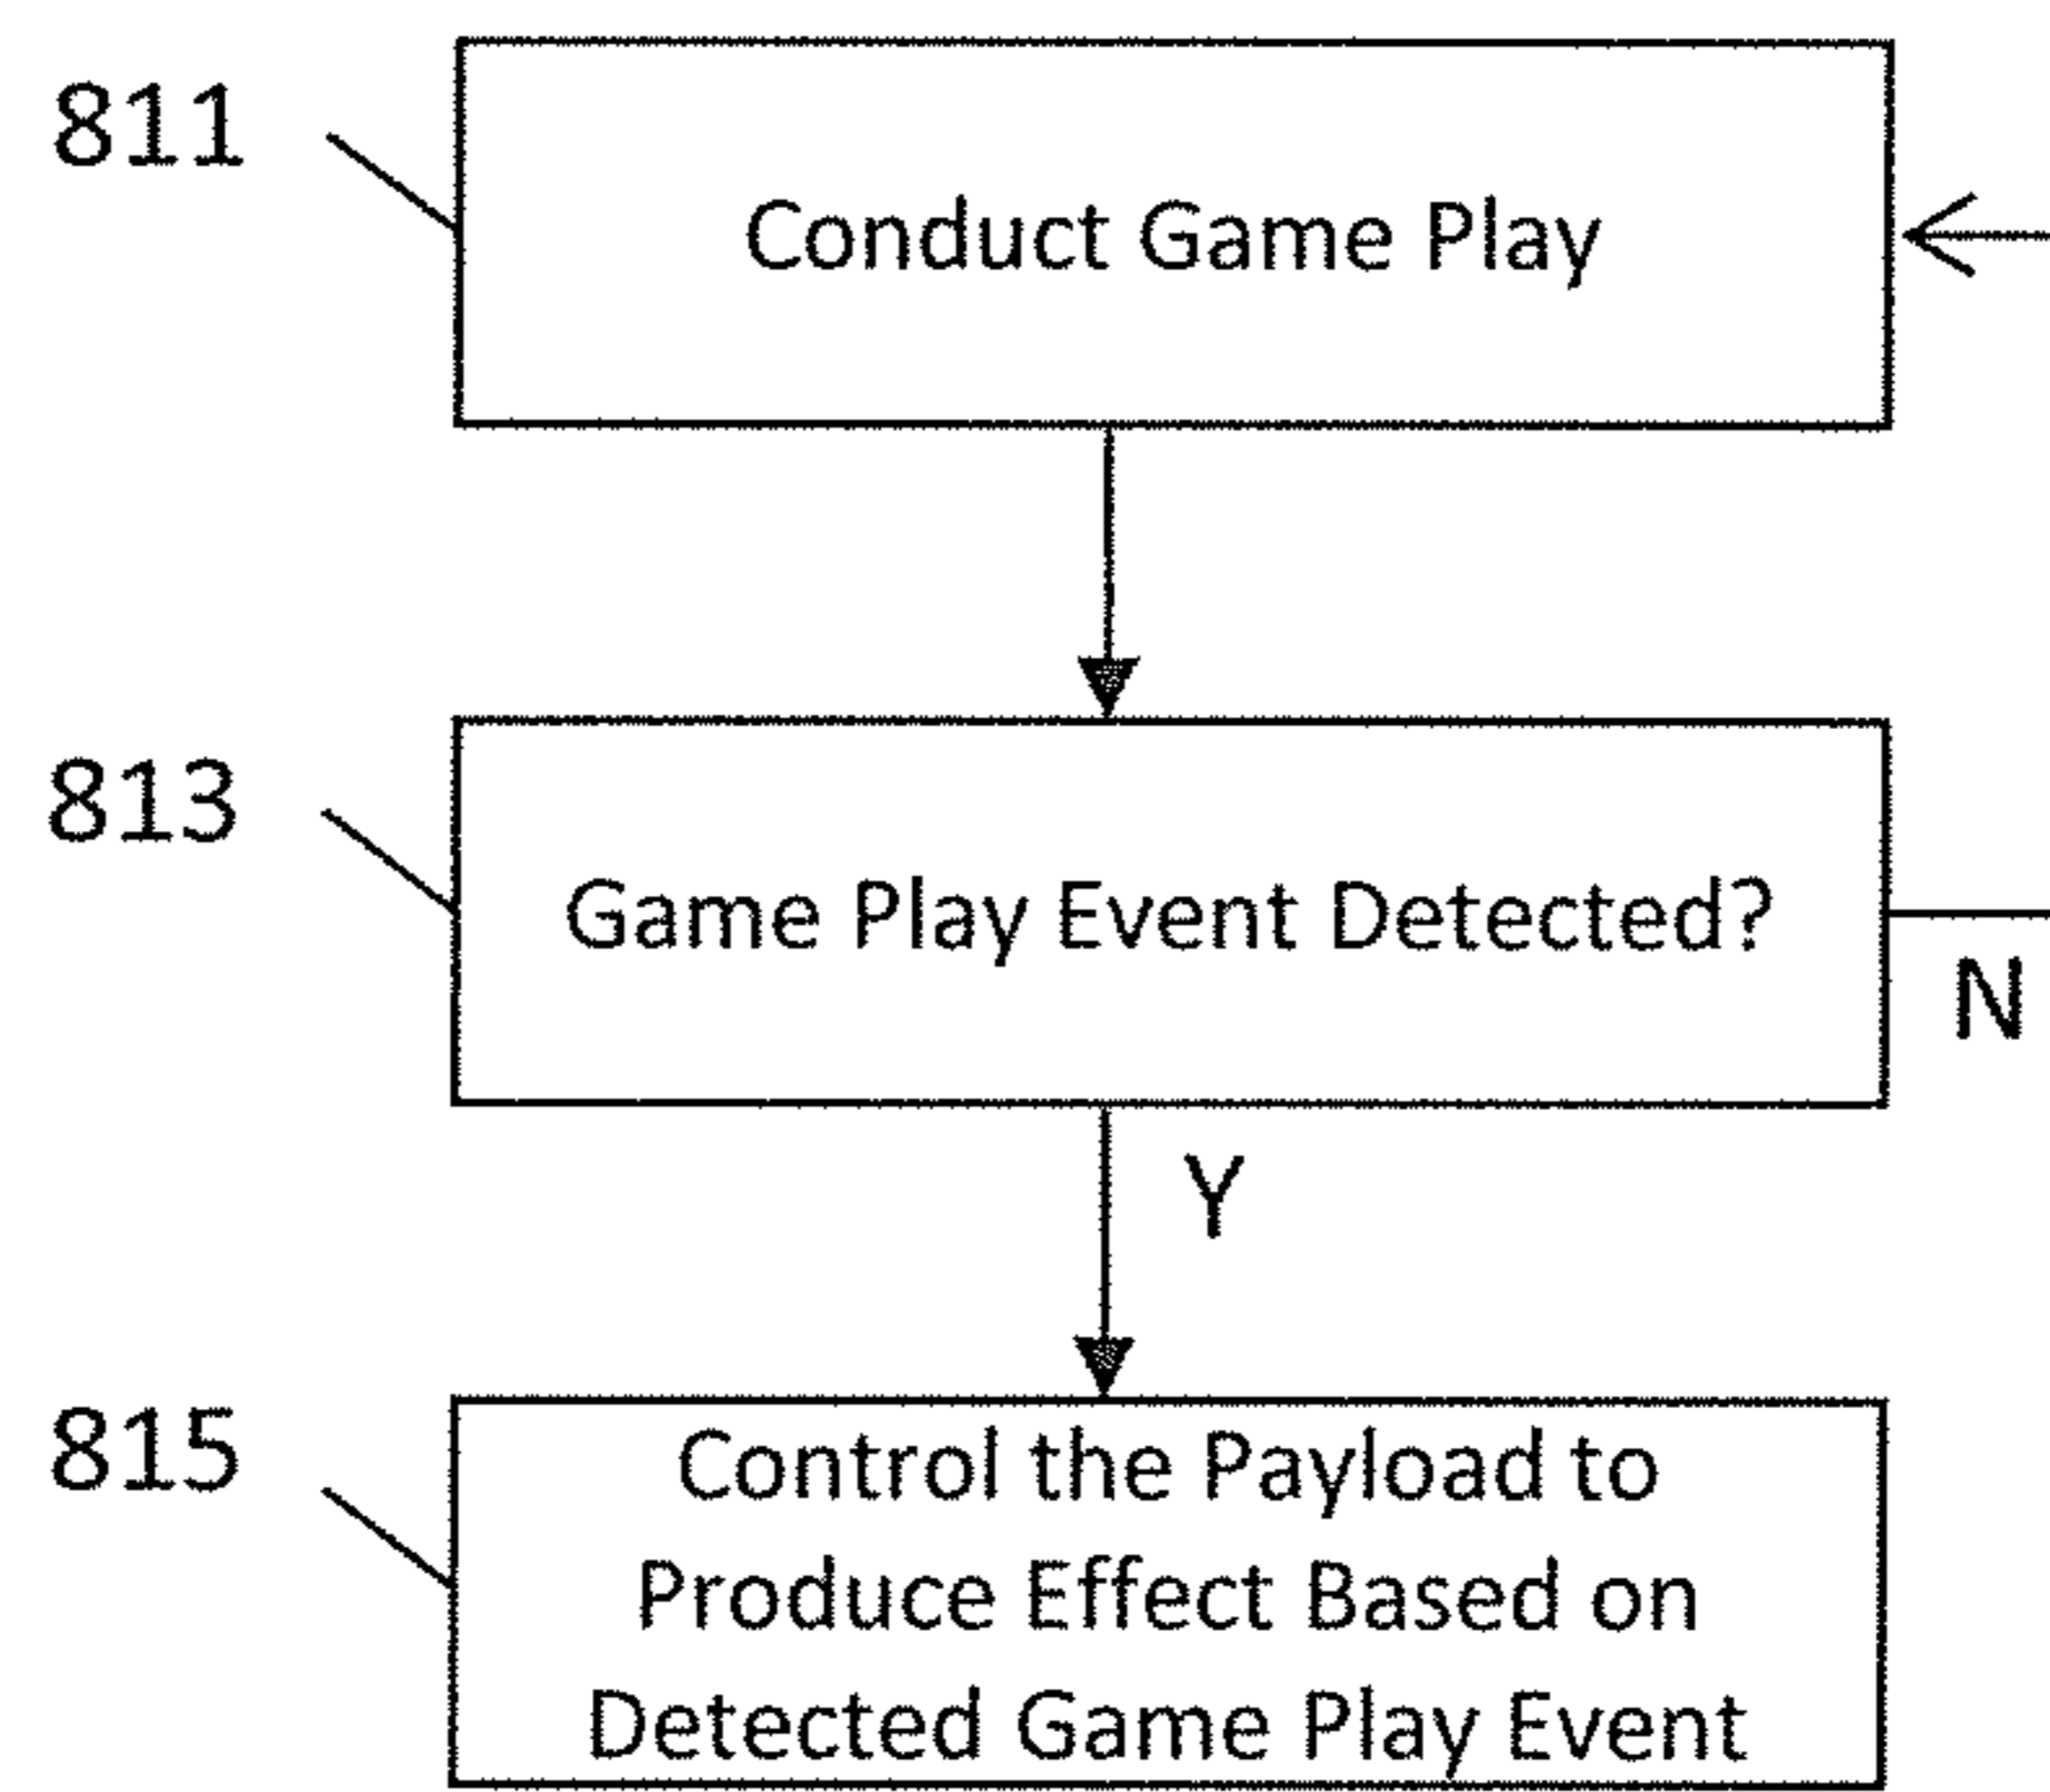 811
Conduct Game Play
813
Game Play Event Detected?
N
Y
815
Control the Payload to
Produce Effect Based on
Detected Game Play Event